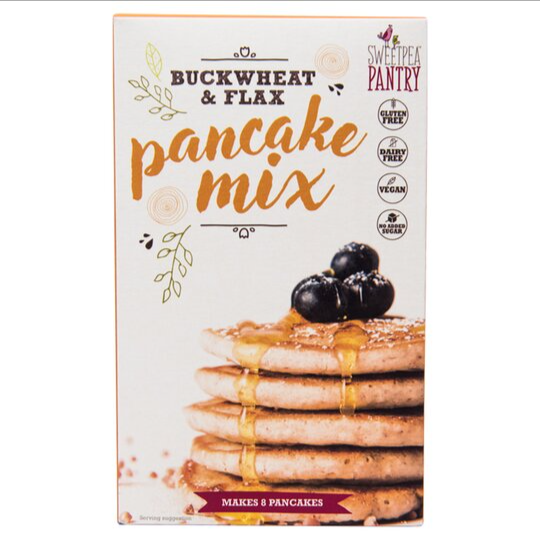 SWEETPEA
PANTRY
BUCKWHEAT
& FLAX
pancake
mix
GLUTEN
FREE
DAIRY
FREE
VEGAN
NO ADDED
SUGAR
MAKES 8 PANCAKES
Serving suggestion